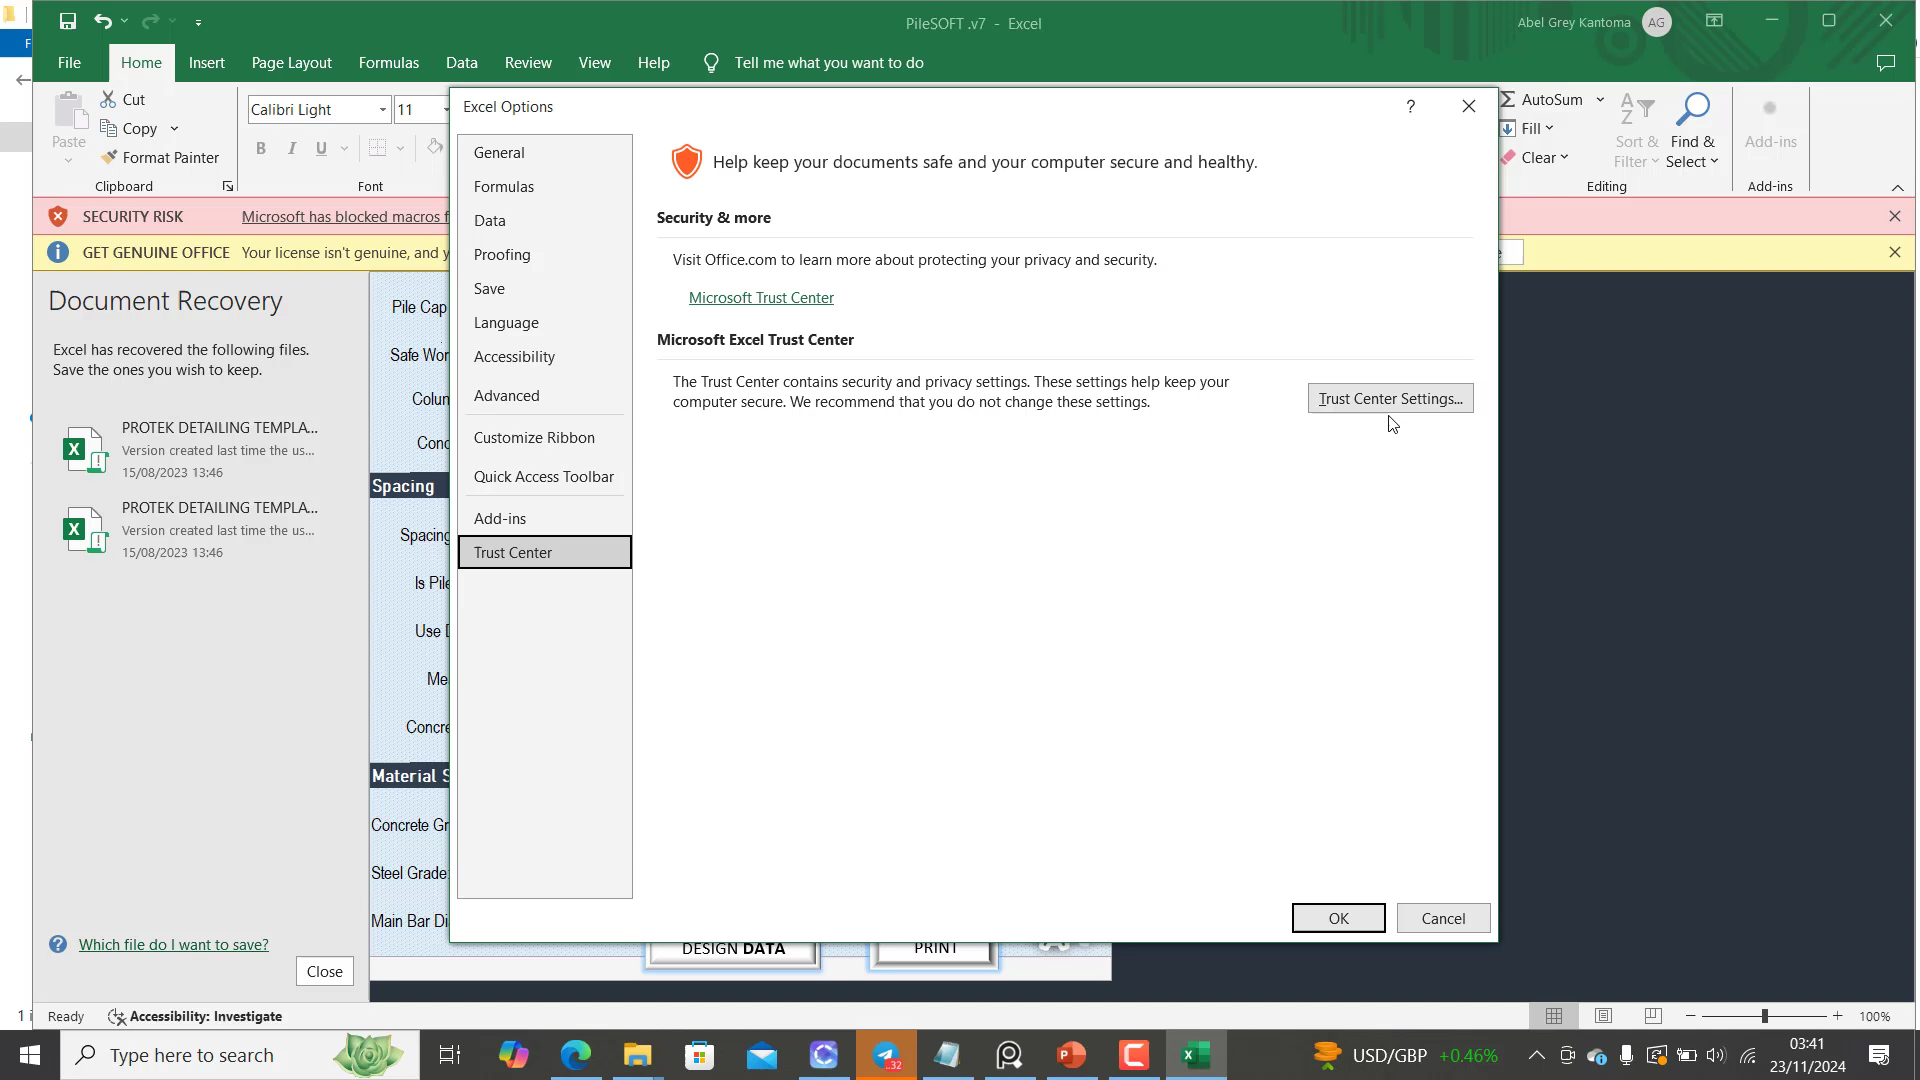 PileSOFT .v7 - Excel
Abel Grey Kantoma
AG
File
Home
Insert
Page Layout
Formulas
Data
Review
View
Help
Tell me what you want to do
Paste
Cut
Copy
Format Painter
Clipboard
Calibri Light
11
B I U
Font
AutoSum
Fill
Clear
Sort &
Filter
Find &
Select
Editing
Add-ins
Add-ins
SECURITY RISK
Microsoft has blocked macros f
GET GENUINE OFFICE
Your license isn't genuine, and y
Document Recovery
Excel has recovered the following files.
Save the ones you wish to keep.
PROTEK DETAILING TEMPLA...
Version created last time the us...
15/08/2023 13:46
PROTEK DETAILING TEMPLA...
Version created last time the us...
15/08/2023 13:46
Which file do I want to save?
Close
Pile Cap
Safe Wor
Colum
Conc
Spacing
Spacing
Is Pile
Use
Mea
Concre
Material S
Concrete Gr
Steel Grade
Main Bar Di
DESIGN DATA
PRINT
Excel Options
?
General
Formulas
Data
Proofing
Save
Language
Accessibility
Advanced
Customize Ribbon
Quick Access Toolbar
Add-ins
Trust Center
Help keep your documents safe and your computer secure and healthy.
Security & more
Visit Office.com to learn more about protecting your privacy and security.
Microsoft Trust Center
Microsoft Excel Trust Center
The Trust Center contains security and privacy settings. These settings help keep your
computer secure. We recommend that you do not change these settings.
Trust Center Settings...
OK
Cancel
Ready
Accessibility: Investigate
100%
Type here to search
32
USD/GBP +0.46%
03:41
23/11/2024